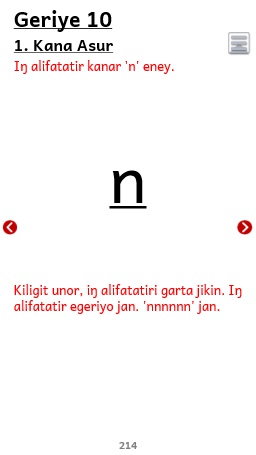 Geriye 10
1. Kana Asur
Iŋ alifatatir kanar 'n' eney.
n
Kiligit unor, iŋ alifatatiri garta jikin. Iŋ
alifatatir egeriyo jan. 'nnnnnn' jan.
214